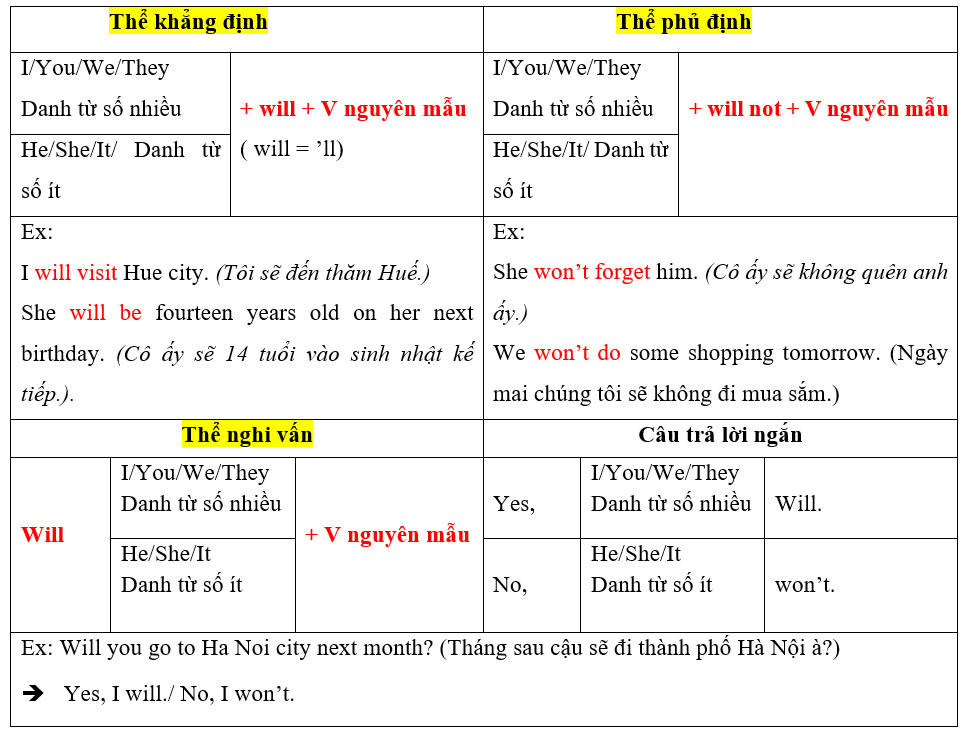 Thể khẳng định
Thể phủ định
I/You/We/They
Danh từ số nhiều
He/She/It/ Danh từ
số ít
+ will + V nguyên mẫu
( will = ’ll)
I/You/We/They
Danh từ số nhiều
He/She/It/ Danh từ
số ít
+ will not + V nguyên mẫu
Ex:
I will visit Hue city. (Tôi sẽ đến thăm Huế.)
She will be fourteen years old on her next
birthday. (Cô ấy sẽ 14 tuổi vào sinh nhật kế
tiếp.).
Ex:
She won’t forget him. (Cô ấy sẽ không quên anh
ấy.)
We won’t do some shopping tomorrow. (Ngày
mai chúng tôi sẽ không đi mua sắm.)
Thể nghi vấn
Câu trả lời ngắn
Will
I/You/We/They
Danh từ số nhiều
He/She/It
Danh từ số ít
+ V nguyên mẫu
Yes,
I/You/We/They
Danh từ số nhiều
Will.
No,
He/She/It
Danh từ số ít
won’t.
Ex: Will you go to Ha Noi city next month? (Tháng sau cậu sẽ đi thành phố Hà Nội à?)
➔ Yes, I will./ No, I won’t.